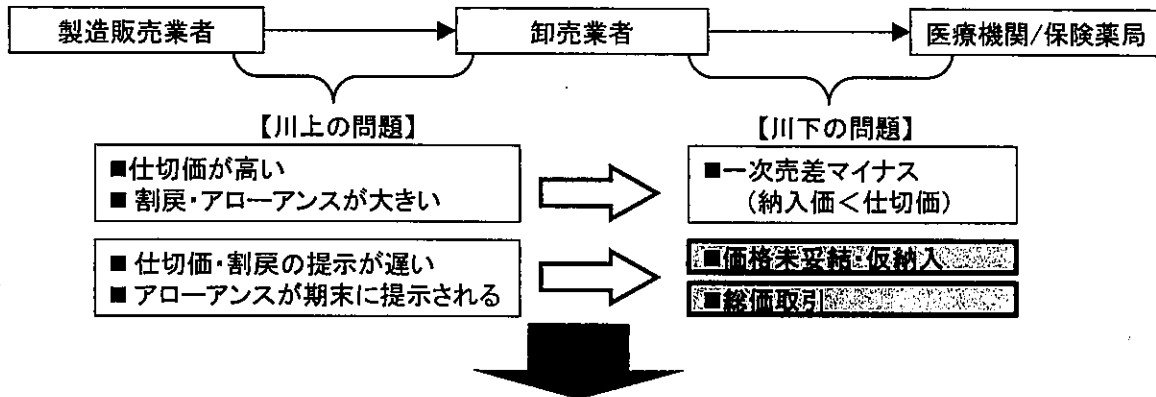 製造販売業者
卸売業者
医療機関/保険薬局
【川上の問題】
【川下の問題】
■仕切価が高い
■ 割戻・アローアンスが大きい
■一次売差マイナス
(納入価<仕切価)
■ 仕切価・割戻の提示が遅い
■ アローアンスが期末に提示される
■価格未妥結・仮納入
■総価取引